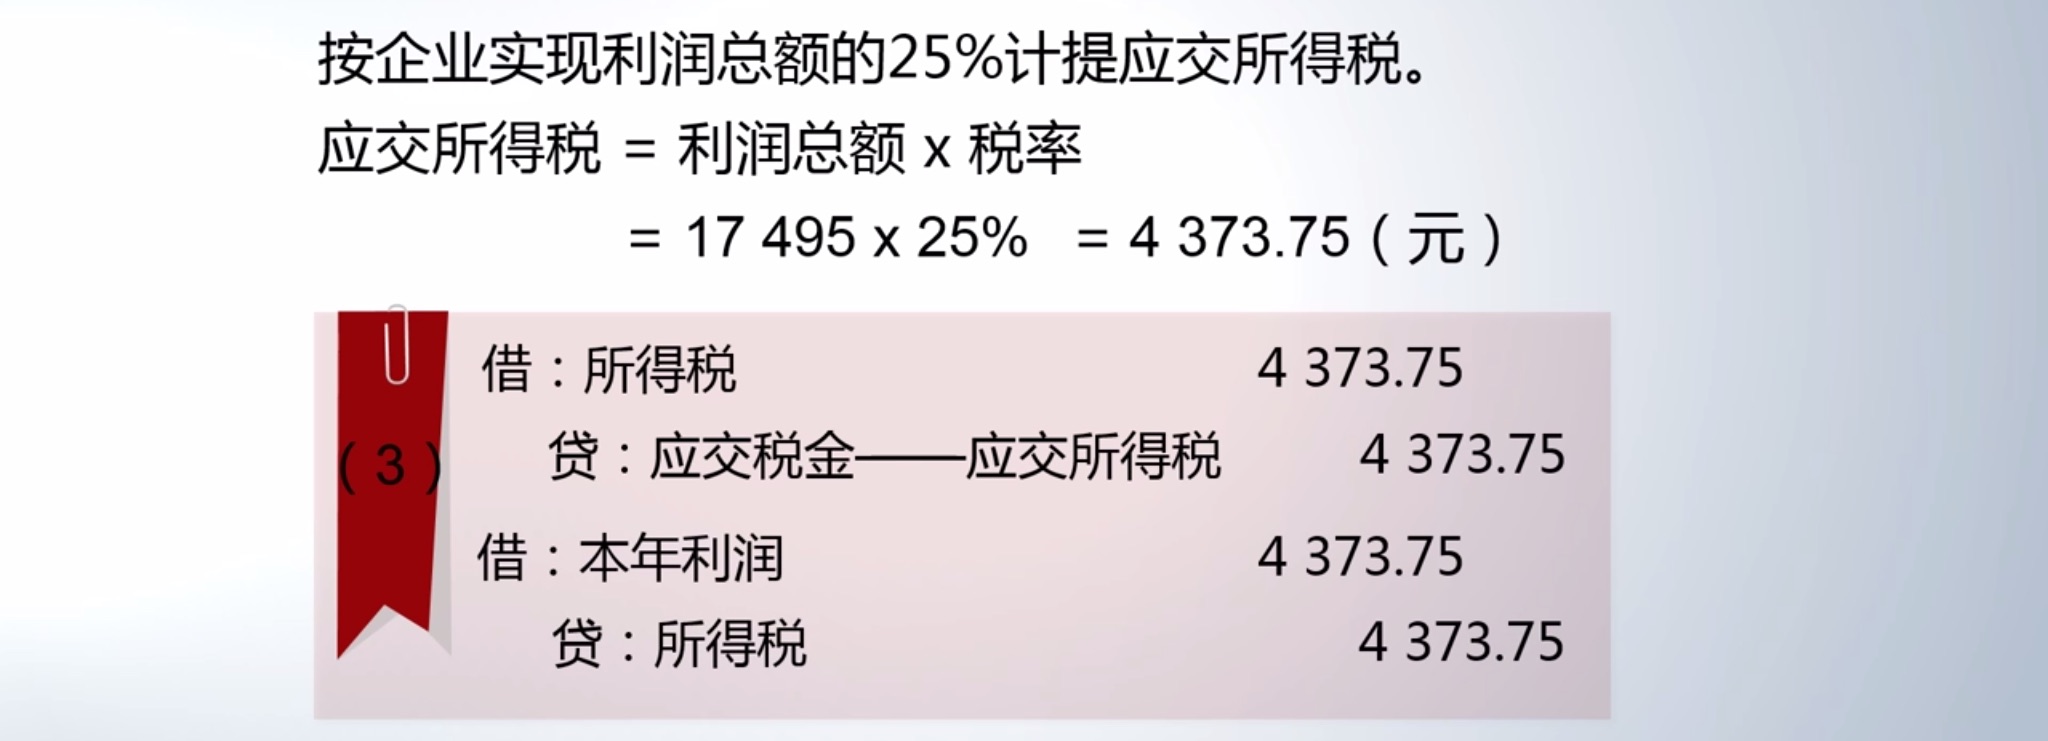 按企业实现利润总额的25%计提应交所得税。
应交所得税 = 利润总额 x 税率
= 17 495 x 25% = 4 373.75（元）
借：所得税 4 373.75
（3） 贷：应交税金——应交所得税 4 373.75
借：本年利润 4 373.75
贷：所得税 4 373.75